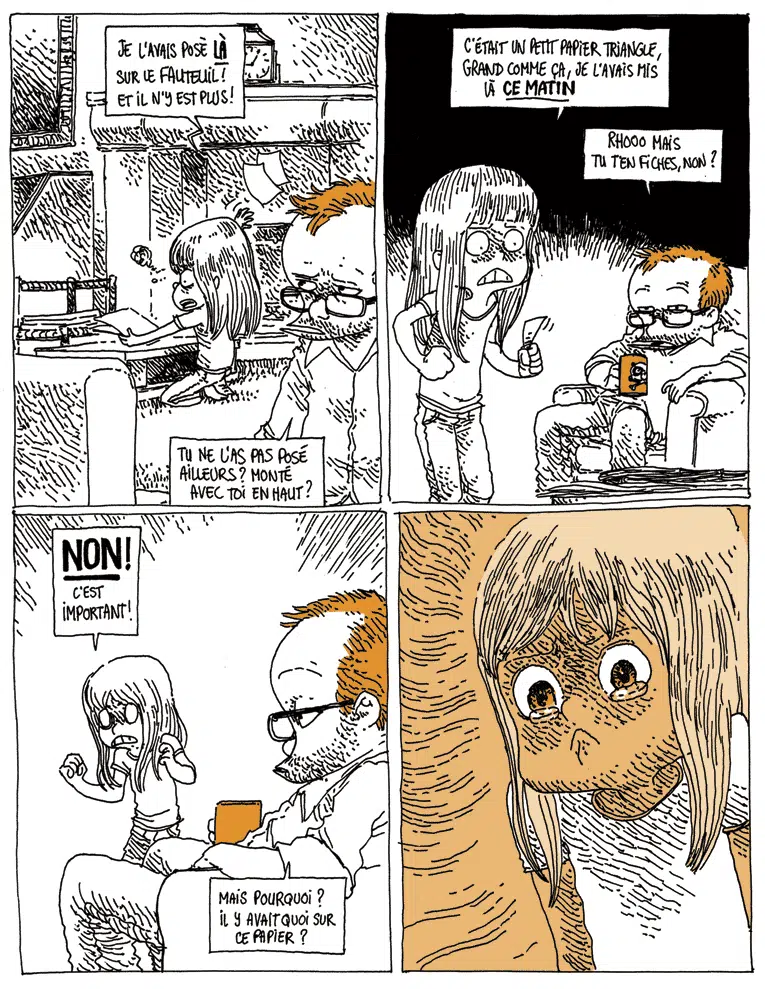 JE L'AVAIS POSÉ LÀ
SUR LE FAUTEUIL !
ET IL N'Y EST PLUS !
TU NE L'AS PAS POSÉ
AILLEURS ? MONTÉ
AVEC TOI EN HAUT ?
C'ÉTAIT UN PETIT PAPIER TRIANGLE,
GRAND COMME ÇA, JE L'AVAIS MIS
LÀ CE MATIN
RHOOO MAIS
TU T'EN FICHES, NON ?
NON !
C'EST
IMPORTANT !
MAIS POURQUOI ?
IL Y AVAIT QUOI SUR
CE PAPIER ?